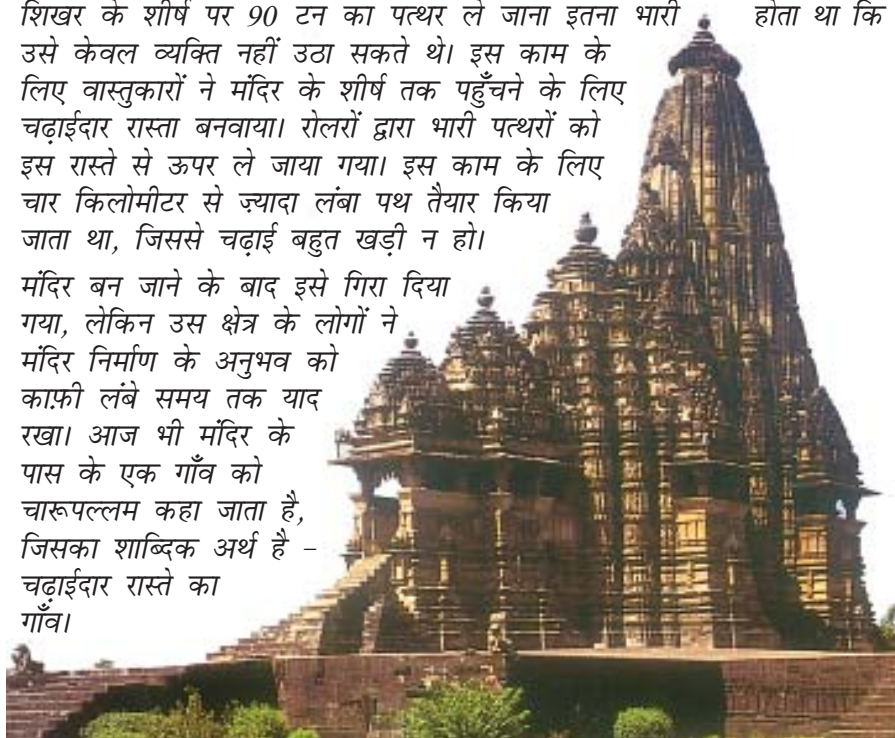 शिखर के शीर्ष पर 90 टन का पत्थर ले जाना इतना भारी होता था कि
उसे केवल व्यक्ति नहीं उठा सकते थे। इस काम के
लिए वास्तुकारों ने मंदिर के शीर्ष तक पहुँचने के लिए
चढ़ाईदार रास्ता बनवाया। रोलरों द्वारा भारी पत्थरों को
इस रास्ते से ऊपर ले जाया गया। इस काम के लिए
चार किलोमीटर से ज़्यादा लंबा पथ तैयार किया
जाता था, जिससे चढ़ाई बहुत खड़ी न हो।
मंदिर बन जाने के बाद इसे गिरा दिया
गया, लेकिन उस क्षेत्र के लोगों ने
मंदिर निर्माण के अनुभव को
काफ़ी लंबे समय तक याद
रखा। आज भी मंदिर के
पास के एक गाँव को
चारूपल्लम कहा जाता है,
जिसका शाब्दिक अर्थ है –
चढ़ाईदार रास्ते का
गाँव।